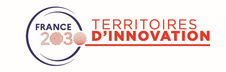 FRANCE
2030
TERRITOIRES
D'INNOVATION